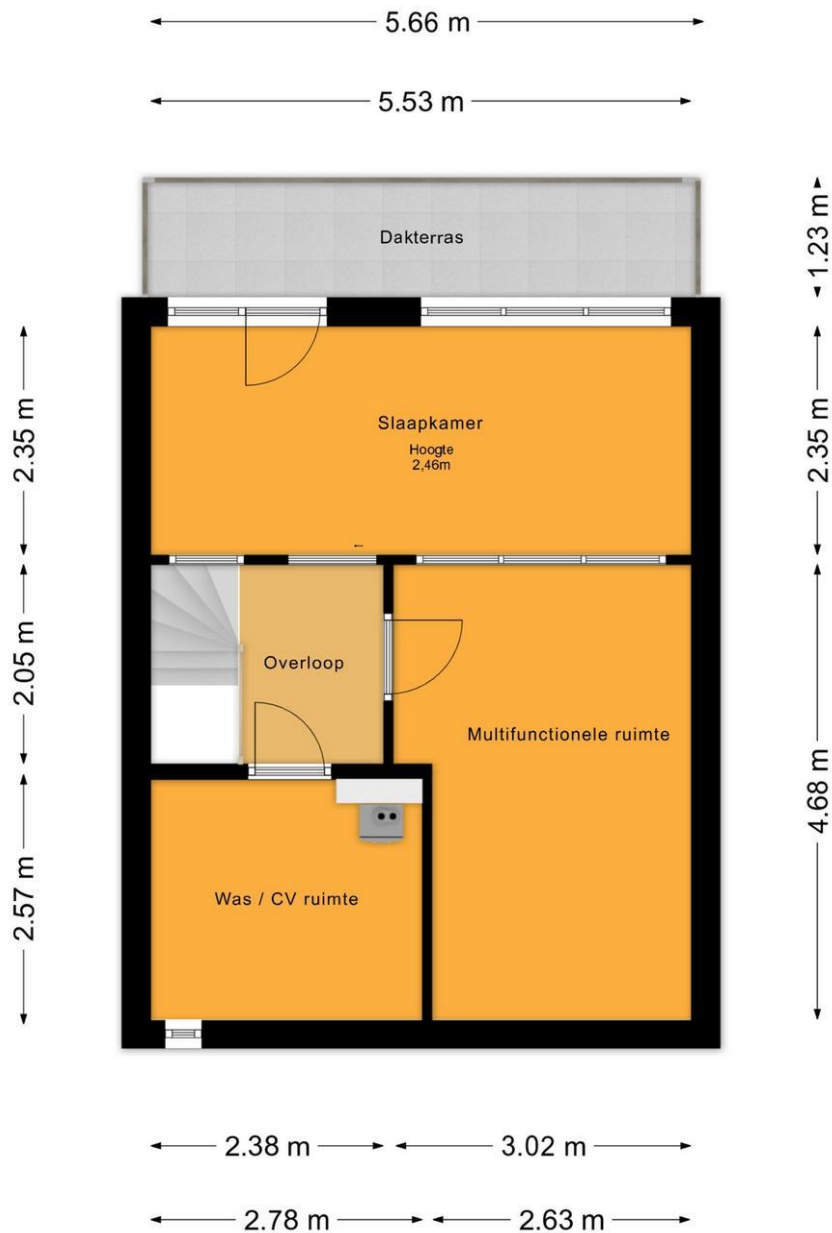 5.66 m
5.53 m
Dakterras
1.23 m
Slaapkamer
Hoogte
2,46m
2.35 m
2.35 m
Overloop
2.05 m
Multifunctionele ruimte
4.68 m
Was / CV ruimte
2.57 m
2.38 m
3.02 m
2.78 m
2.63 m